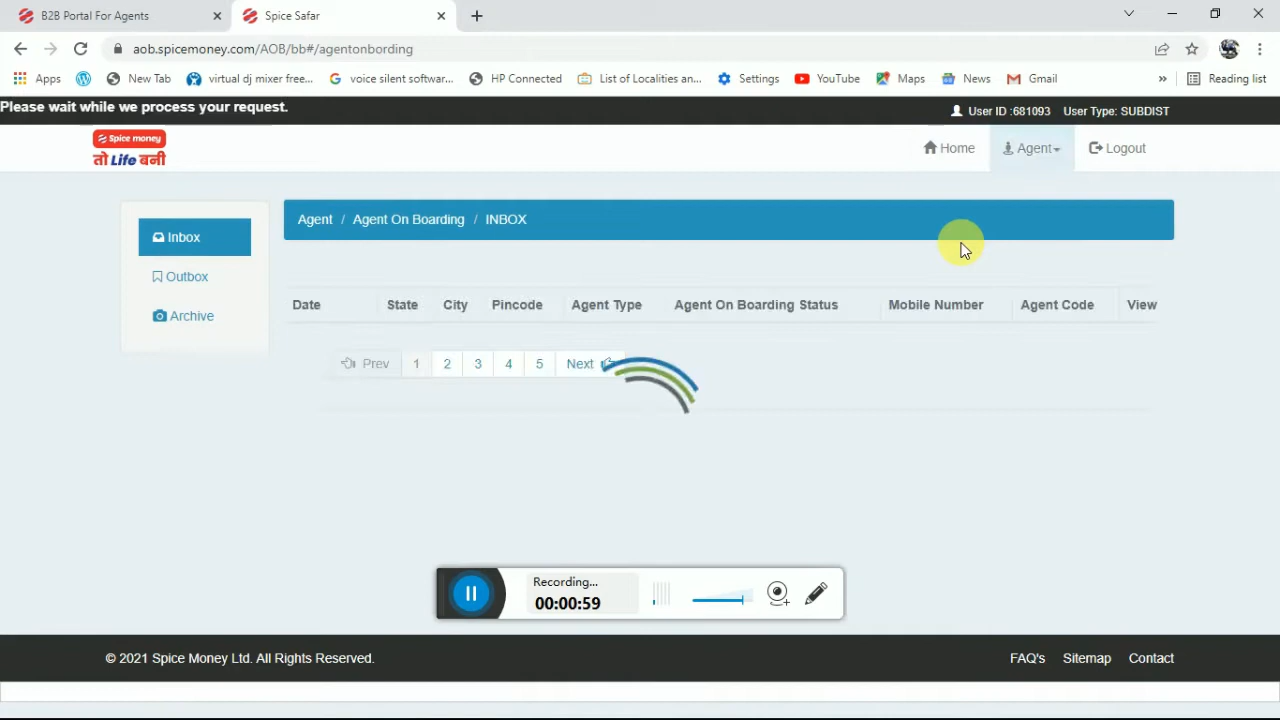 B2B Portal For Agents
Spice Safar
aob.spicemoney.com/AOB/bb#/agentonbording
Apps
New Tab
virtual dj mixer free...
voice silent softwar...
HP Connected
List of Localities an...
Settings
YouTube
Maps
News
Gmail
»
Reading list
Please wait while we process your request.
User ID :681093 User Type: SUBDIST
Spice money
तो Life बनी
Home
Agent
Logout
Inbox
Outbox
Archive
Agent / Agent On Boarding / INBOX
Date State City Pincode Agent Type Agent On Boarding Status Mobile Number Agent Code View
Prev 1 2 3 4 5 Next
Recording...
00:00:59
© 2021 Spice Money Ltd. All Rights Reserved.
FAQ's Sitemap Contact